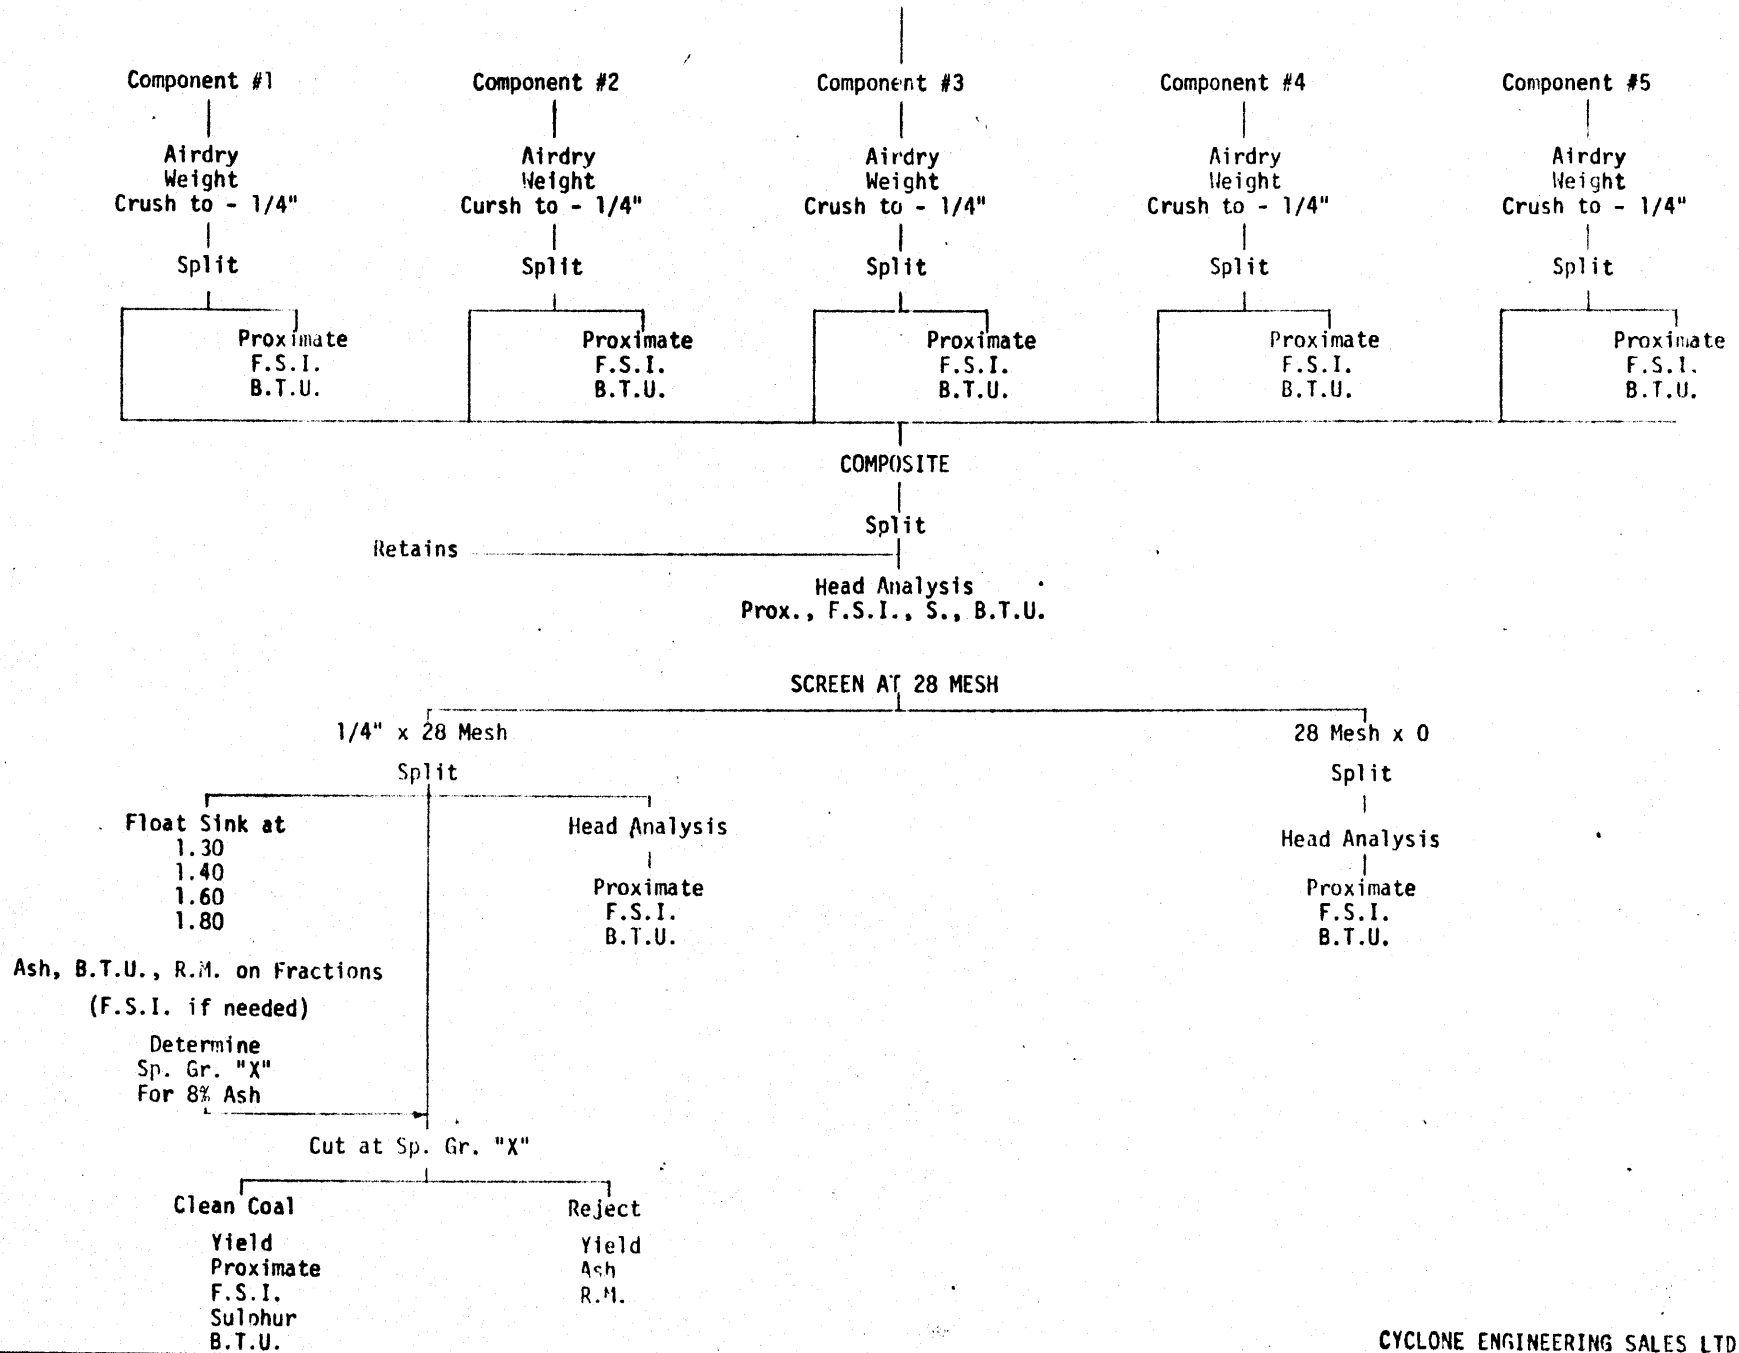 Component #1
Component #2
Component #3
Component #4
Component #5
Airdry
Weight
Crush to - 1/4"
Airdry
Weight
Cursh to - 1/4"
Airdry
Weight
Crush to - 1/4"
Airdry
Weight
Crush to - 1/4"
Airdry
Weight
Crush to - 1/4"
Split
Split
Split
Split
Split
Proximate
F.S.I.
B.T.U.
Proximate
F.S.I.
B.T.U.
Proximate
F.S.I.
B.T.U.
Proximate
F.S.I.
B.T.U.
Proximate
F.S.I.
B.T.U.
COMPOSITE
Split
Retains
Head Analysis
Prox., F.S.I., S., B.T.U.
SCREEN AT 28 MESH
1/4" x 28 Mesh
28 Mesh x 0
Split
Split
Float Sink at
1.30
1.40
1.60
1.80
Head Analysis
Proximate
F.S.I.
B.T.U.
Head Analysis
Proximate
F.S.I.
B.T.U.
Ash, B.T.U., R.M. on Fractions
(F.S.I. if needed)
Determine
Sp. Gr. "X"
For 8% Ash
Cut at Sp. Gr. "X"
Clean Coal
Yield
Proximate
F.S.I.
Sulphur
B.T.U.
Reject
Yield
Ash
R.M.
CYCLONE ENGINEERING SALES LTD